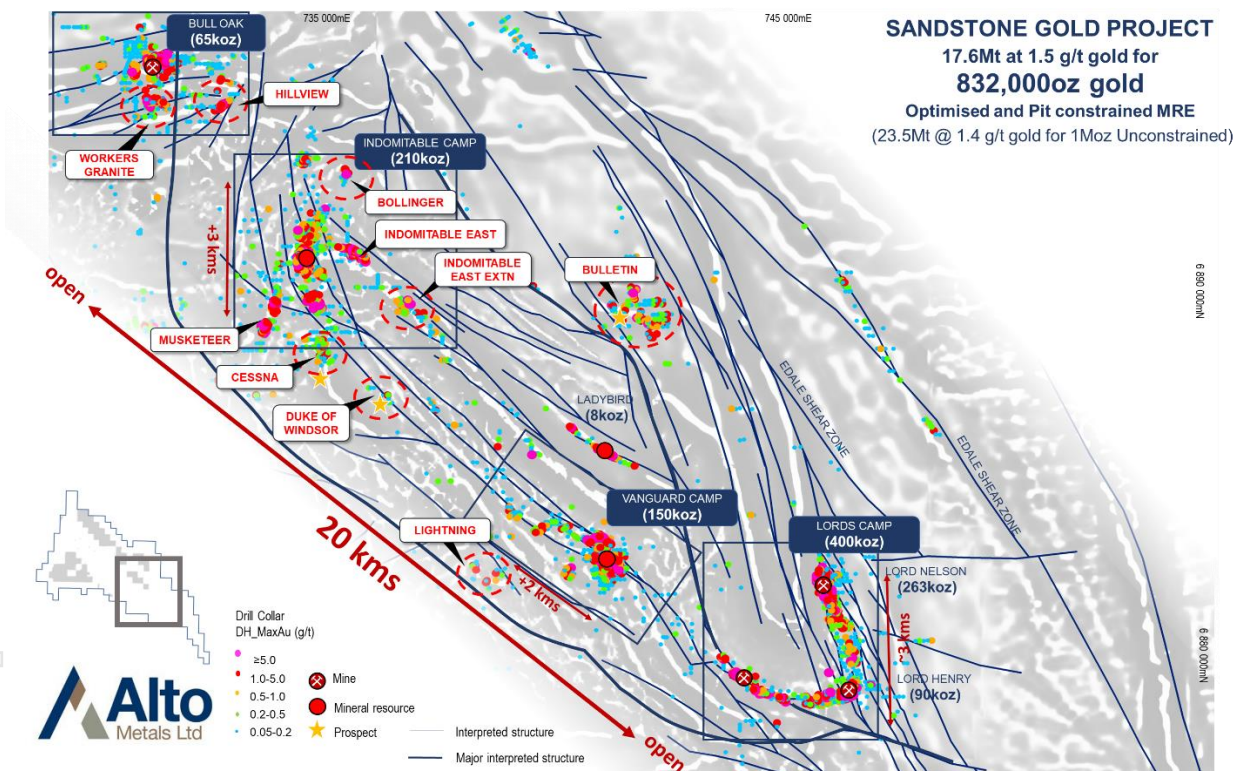 735 000mE
745 000mE
SANDSTONE GOLD PROJECT
17.6Mt at 1.5 g/t gold for
832,000oz gold
Optimised and Pit constrained MRE
(23.5Mt @ 1.4 g/t gold for 1Moz Unconstrained)
BULL OAK
(65koz)
HILLVIEW
WORKERS
GRANITE
INDOMITABLE CAMP
(210koz)
BOLLINGER
+3 kms
INDOMITABLE EAST
INDOMITABLE
EAST EXTN
BULLETIN
6 890 000mN
open
MUSKETEER
CESSNA
DUKE OF
WINDSOR
LADYBIRD
(8koz)
EDALE SHEAR ZONE
EDALE SHEAR ZONE
20 kms
VANGUARD CAMP
(150koz)
LIGHTNING
+2 kms
LORDS CAMP
(400koz)
LORD NELSON
(263koz)
~3 kms
6 880 000mN
LORD HENRY
(90koz)
open
Alto
Metals Ltd
Drill Collar
DH_MaxAu (g/t)
≥5.0
1.0-5.0
0.5-1.0
0.2-0.5
0.05-0.2
Mine
Mineral resource
Prospect
Interpreted structure
Major interpreted structure